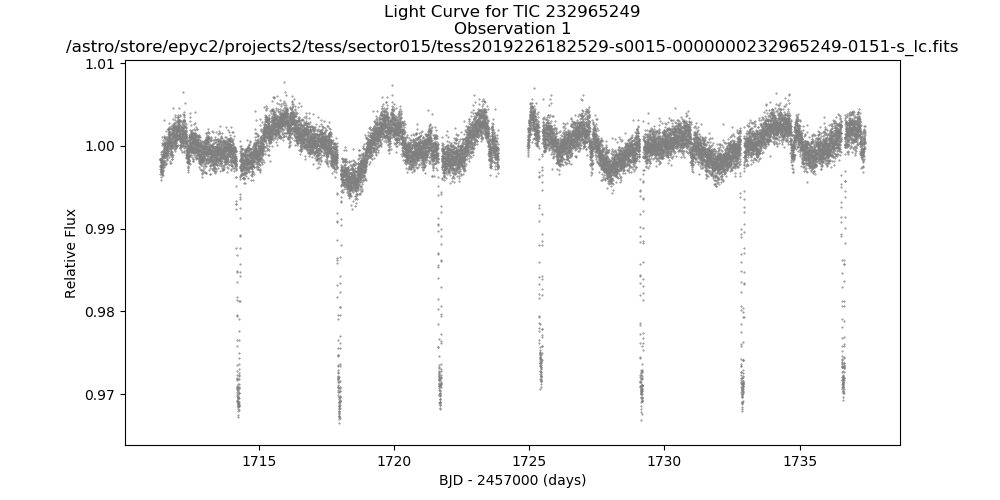 Light Curve for TIC 232965249
Observation 1
/astro/store/epyc2/projects2/tess/sector015/tess2019226182529-s0015-0000000232965249-0151-s_lc.fits
1.01
1.00
0.99
0.98
0.97
Relative Flux
1715
1720
1725
1730
1735
BJD - 2457000 (days)